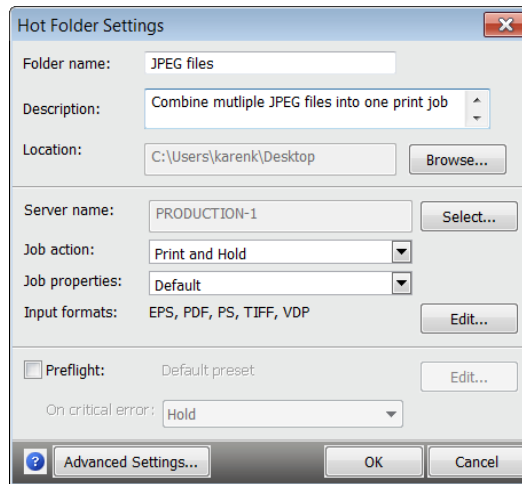 Hot Folder Settings
Folder name: JPEG files
Description: Combine mutliple JPEG files into one print job
Location: C:\Users\karenk\Desktop Browse...
Server name: PRODUCTION-1 Select...
Job action: Print and Hold
Job properties: Default
Input formats: EPS, PDF, PS, TIFF, VDP Edit...
Preflight: Default preset Edit...
On critical error: Hold
? Advanced Settings... OK Cancel